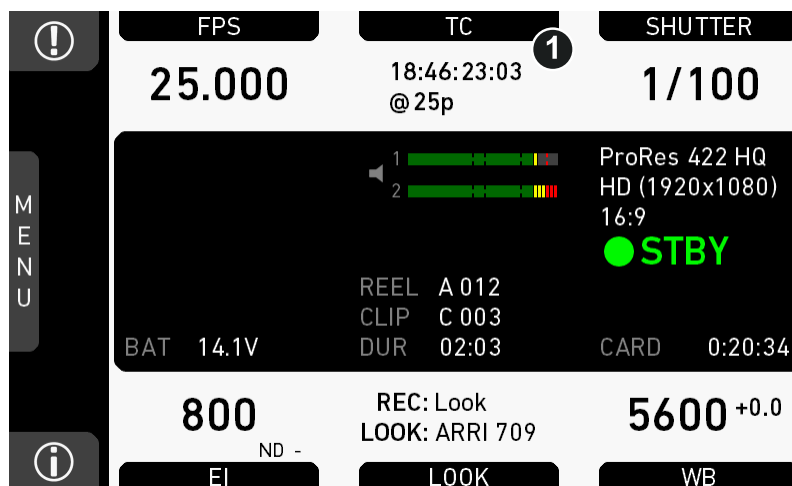 FPS
TC
SHUTTER
1
25.000
18:46:23:03
@ 25p
1/100
MENU
1
2
ProRes 422 HQ
HD (1920x1080)
16:9
STBY
REEL A 012
CLIP C 003
DUR 02:03
BAT 14.1V
CARD 0:20:34
800
ND -
REC: Look
LOOK: ARRI 709
5600 +0.0
EI
LOOK
WB